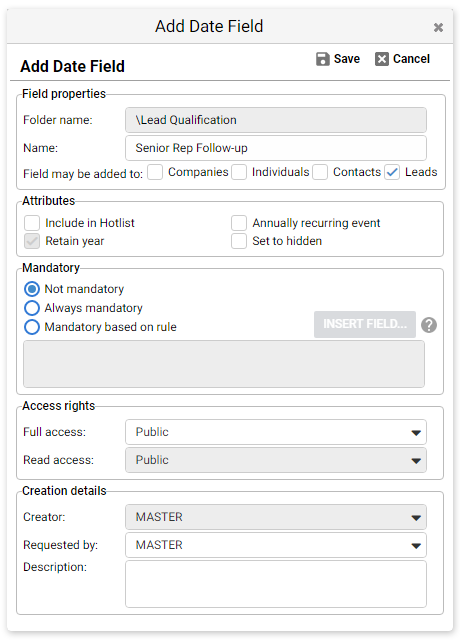 Add Date Field
Add Date Field Save Cancel
Field properties
Folder name: \Lead Qualification
Name: Senior Rep Follow-up
Field may be added to: Companies Individuals Contacts Leads
Attributes
Include in Hotlist Annually recurring event
Retain year Set to hidden
Mandatory
Not mandatory
Always mandatory
Mandatory based on rule INSERT FIELD... ?
Access rights
Full access: Public
Read access: Public
Creation details
Creator: MASTER
Requested by: MASTER
Description: